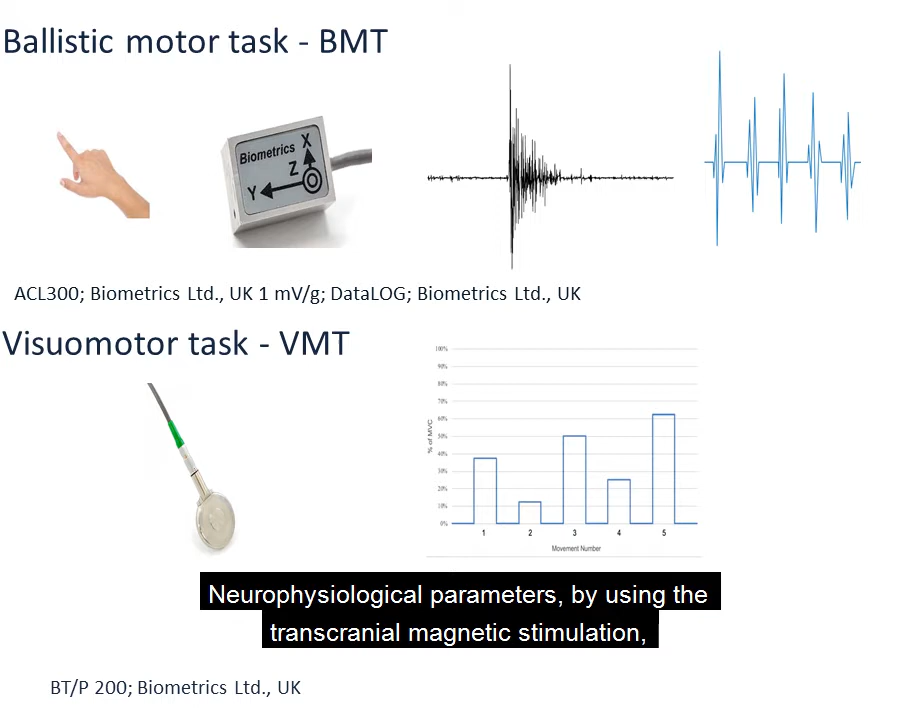 Ballistic motor task - BMT
Biometrics
X
Z
Y
ACL300; Biometrics Ltd., UK 1 mV/g; DataLOG; Biometrics Ltd., UK
Visuomotor task - VMT
100%
90%
80%
70%
60%
50%
40%
30%
20%
10%
0%
% of MVC
1 2 3 4 5
Movement Number
Neurophysiological parameters, by using the
transcranial magnetic stimulation,
BT/P 200; Biometrics Ltd., UK